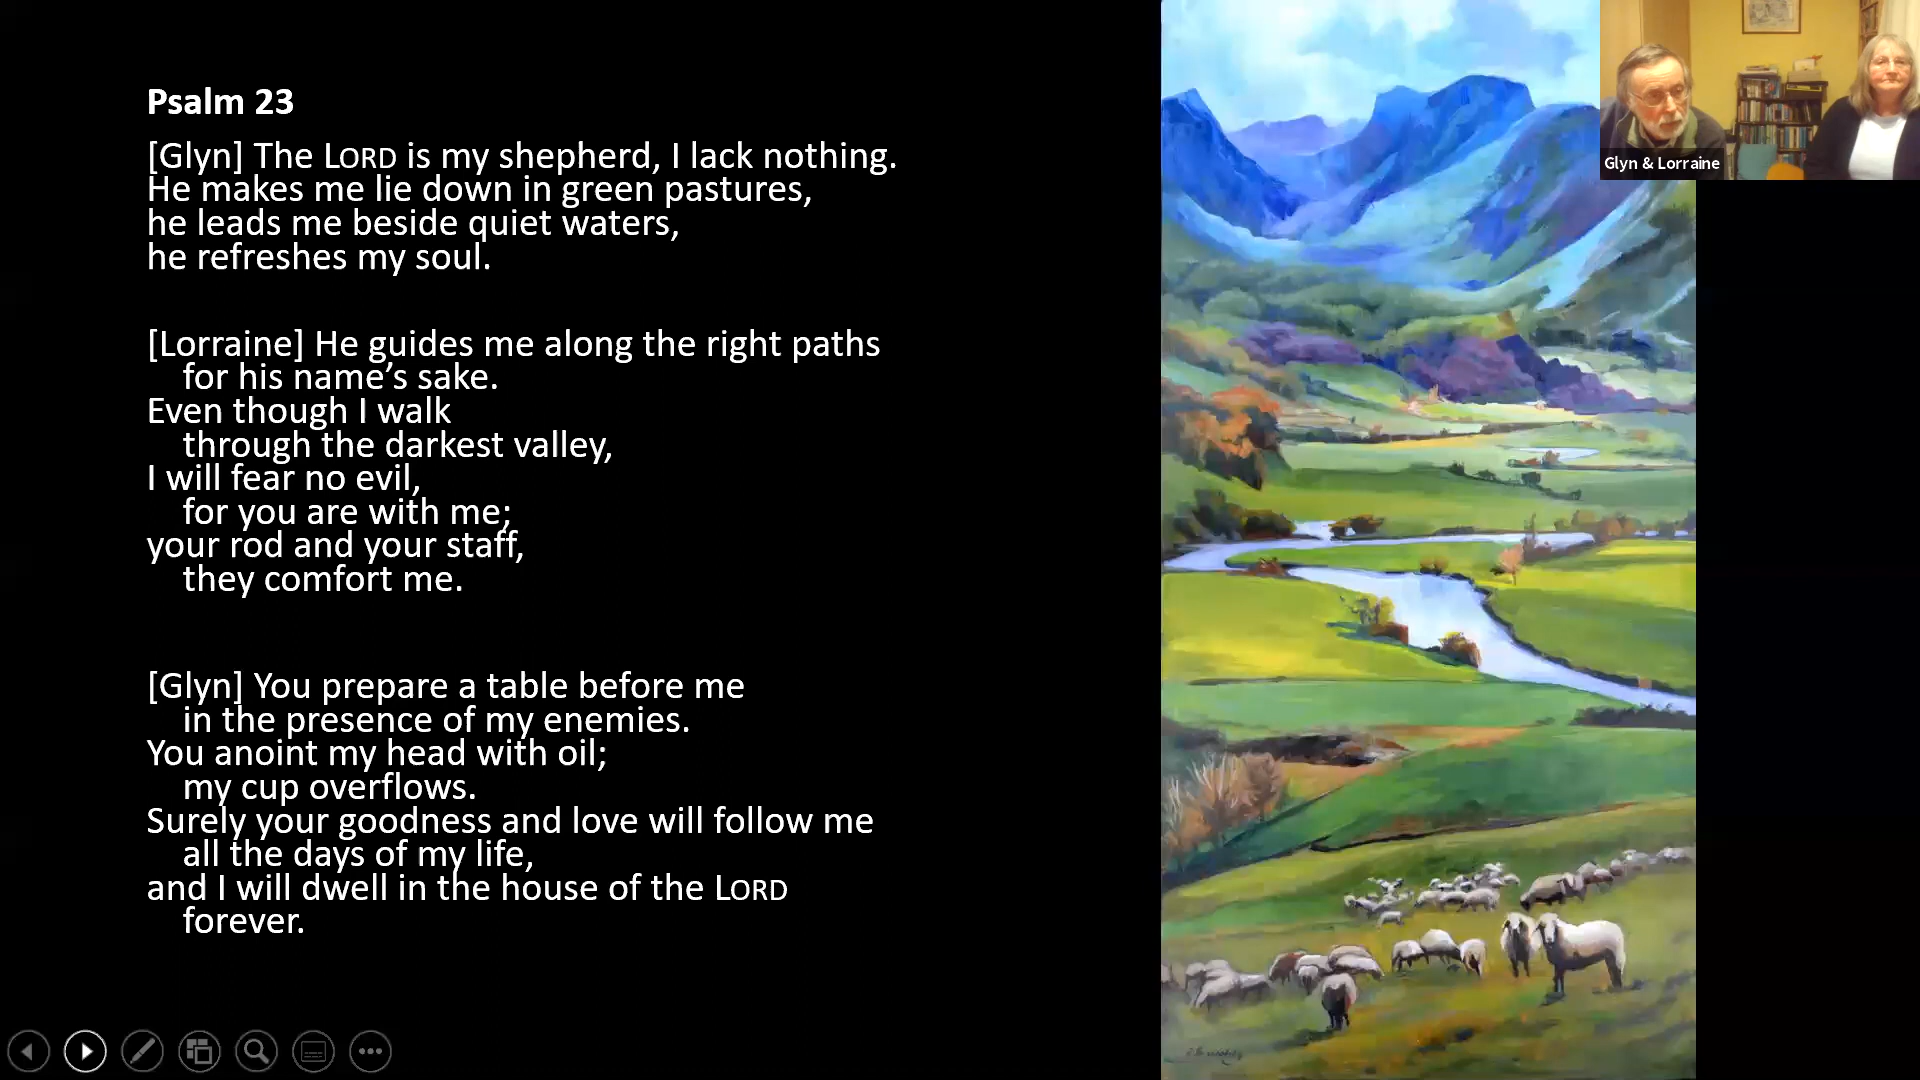 Psalm 23
[Glyn] The LORD is my shepherd, I lack nothing.
He makes me lie down in green pastures,
he leads me beside quiet waters,
he refreshes my soul.
[Lorraine] He guides me along the right paths
for his name’s sake.
Even though I walk
through the darkest valley,
I will fear no evil,
for you are with me;
your rod and your staff,
they comfort me.
[Glyn] You prepare a table before me
in the presence of my enemies.
You anoint my head with oil;
my cup overflows.
Surely your goodness and love will follow me
all the days of my life,
and I will dwell in the house of the LORD
forever.
Glyn & Lorraine